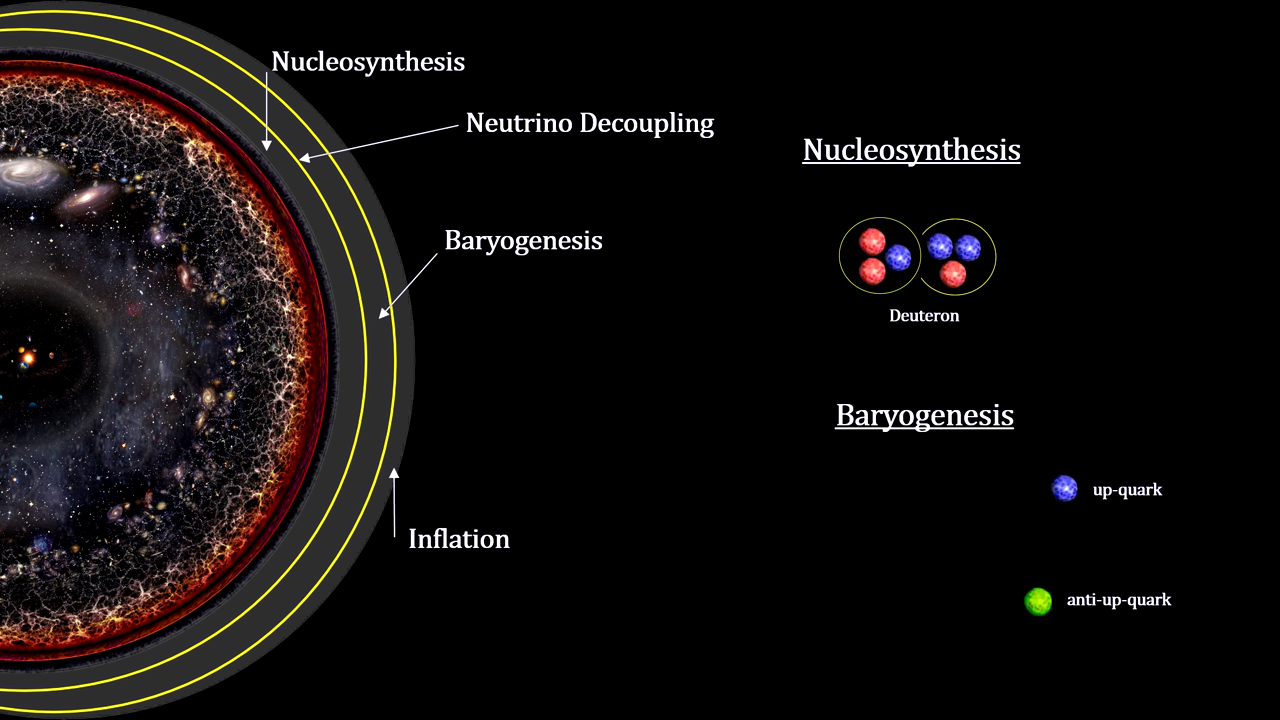 Nucleosynthesis
Neutrino Decoupling
Baryogenesis
Inflation
Nucleosynthesis
Deuteron
Baryogenesis
up-quark
anti-up-quark